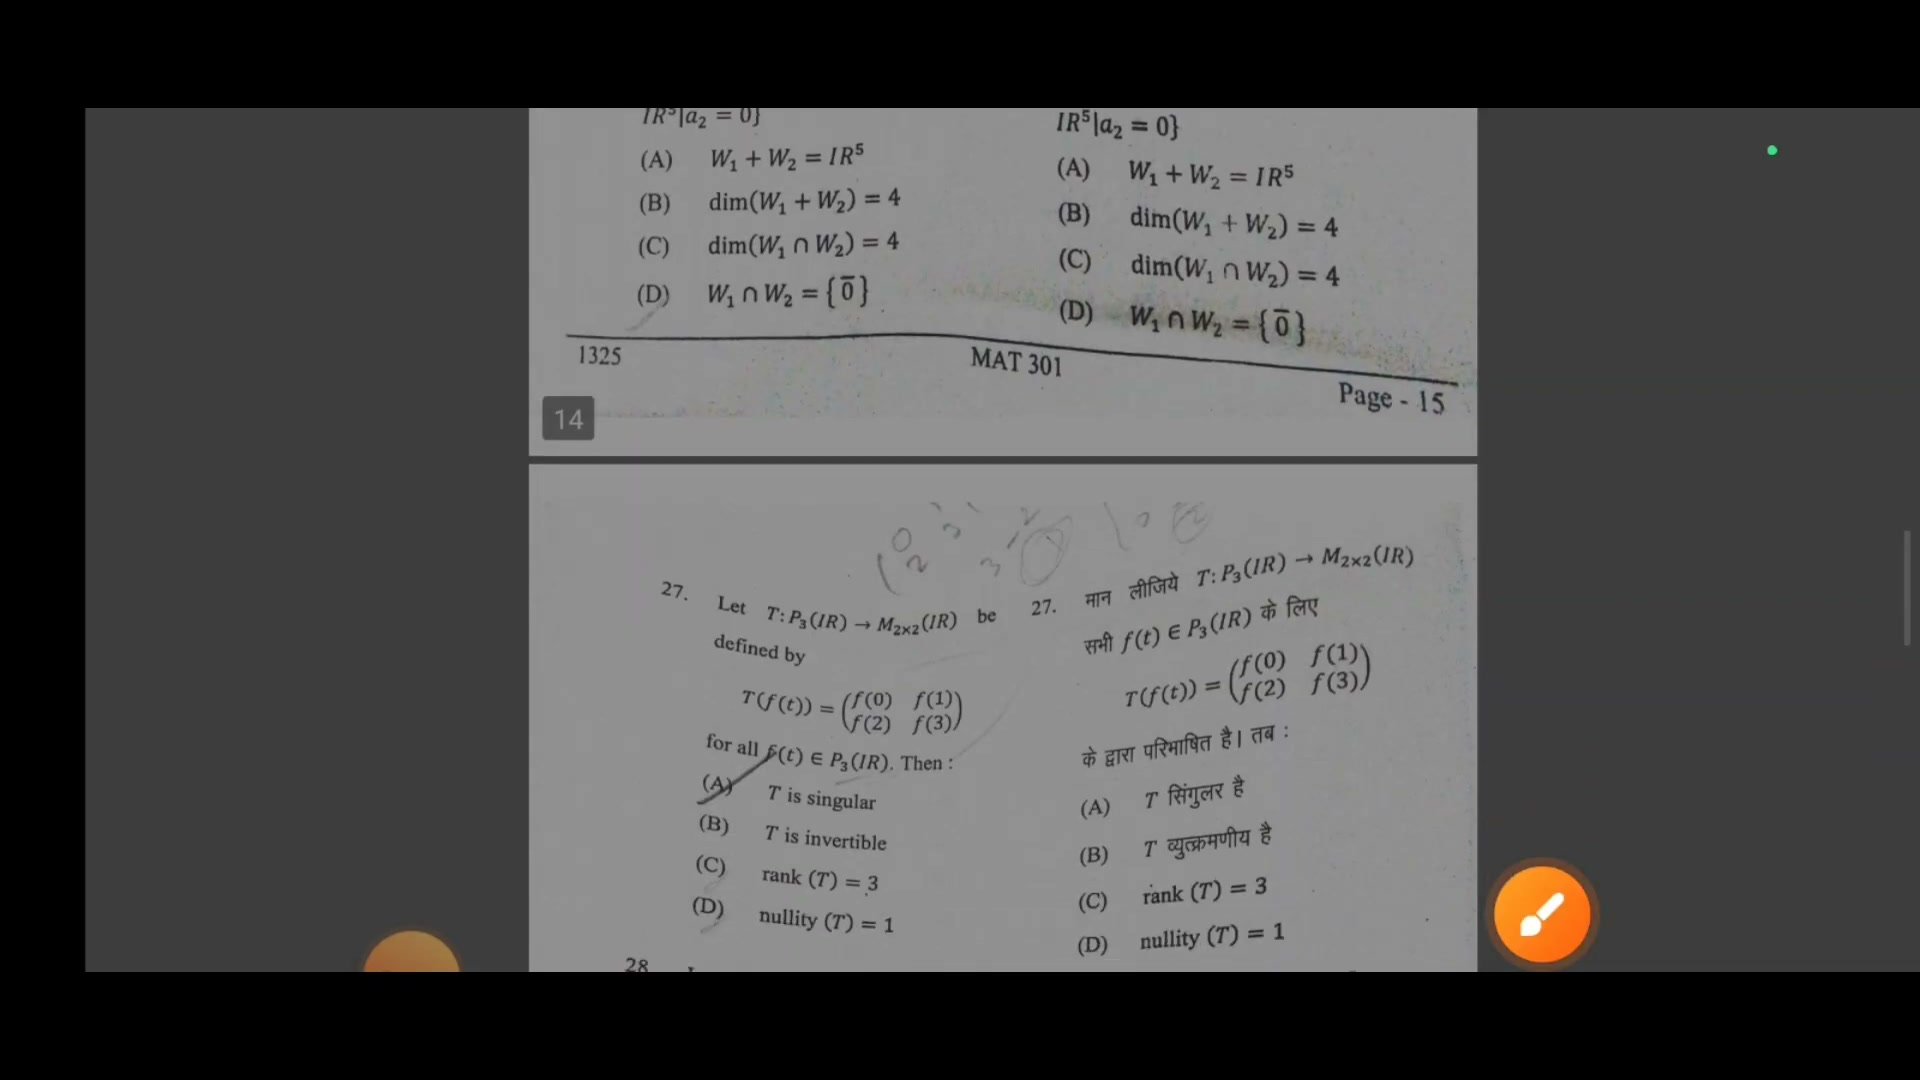 IR⁵|a₂ = 0}
(A) W₁ + W₂ = IR⁵
(B) dim(W₁ + W₂) = 4
(C) dim(W₁ ∩ W₂) = 4
(D) W₁ ∩ W₂ = {0̅}
IR⁵|a₂ = 0}
(A) W₁ + W₂ = IR⁵
(B) dim(W₁ + W₂) = 4
(C) dim(W₁ ∩ W₂) = 4
(D) W₁ ∩ W₂ = {0̅}
1325 MAT 301 Page - 15
14
27. Let T: P₃(IR) → M₂ₓ₂(IR) be
defined by
T(f(t)) = (f(0) f(1)
f(2) f(3))
for all f(t) ∈ P₃(IR). Then :
(A) T is singular
(B) T is invertible
(C) rank (T) = 3
(D) nullity (T) = 1
27. मान लीजिये T: P₃(IR) → M₂ₓ₂(IR)
सभी f(t) ∈ P₃(IR) के लिए
T(f(t)) = (f(0) f(1)
f(2) f(3))
के द्वारा परिभाषित है। तब :
(A) T सिंगुलर है
(B) T व्युत्क्रमणीय है
(C) rank (T) = 3
(D) nullity (T) = 1
28